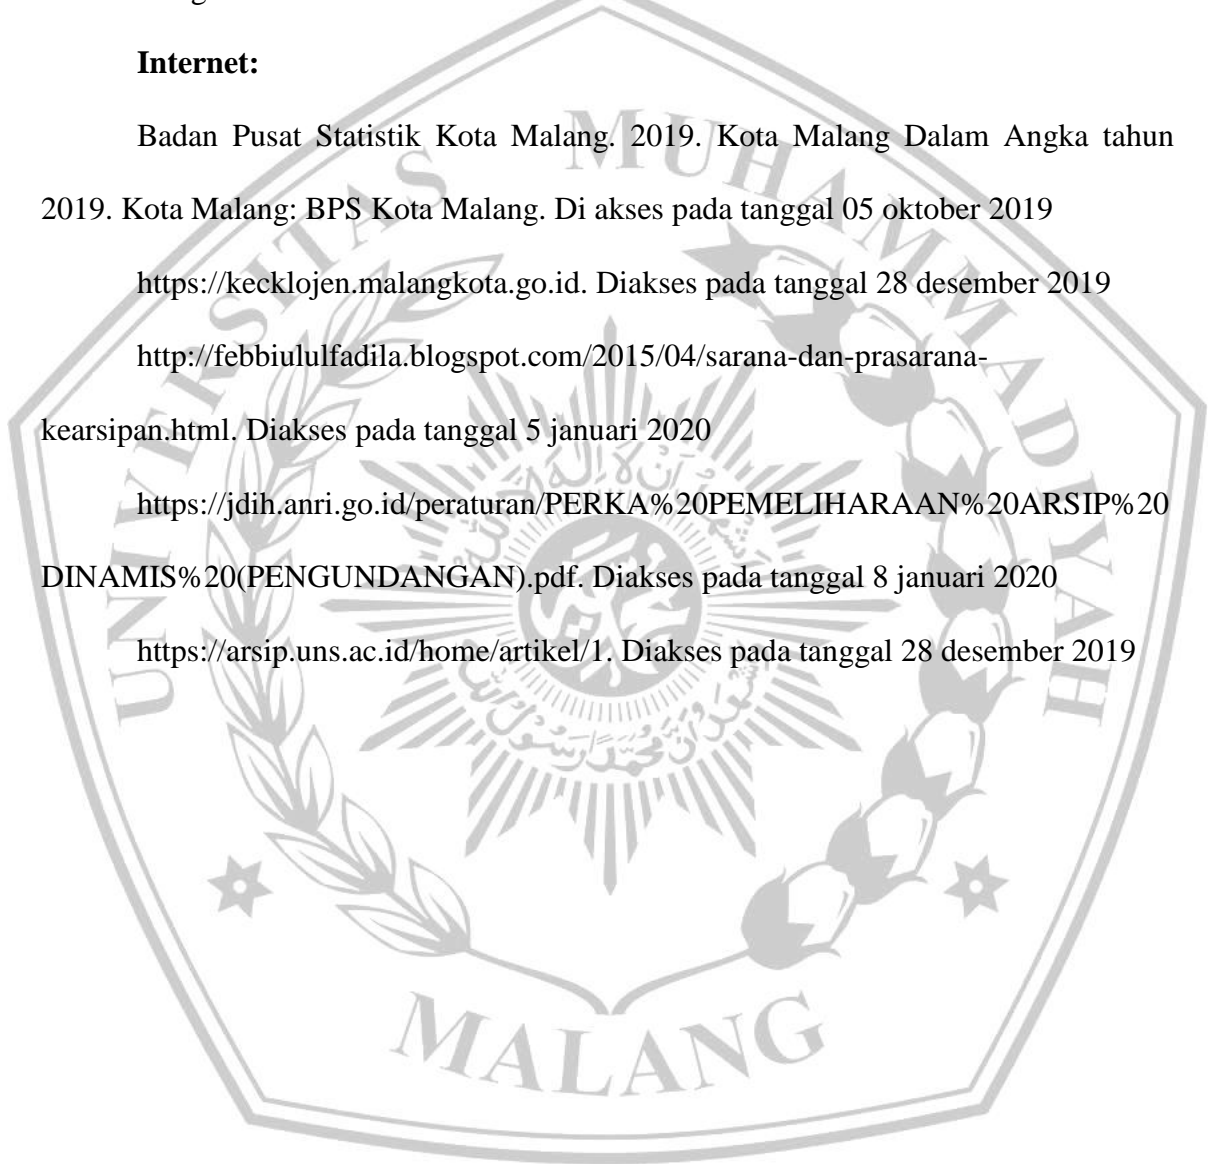 Internet:
Badan Pusat Statistik Kota Malang. 2019. Kota Malang Dalam Angka tahun
2019. Kota Malang: BPS Kota Malang. Di akses pada tanggal 05 oktober 2019
https://kecklojen.malangkota.go.id. Diakses pada tanggal 28 desember 2019
http://febbiululfadila.blogspot.com/2015/04/sarana-dan-prasarana-
kearsipan.html. Diakses pada tanggal 5 januari 2020
https://jdih.anri.go.id/peraturan/PERKA%20PEMELIHARAAN%20ARSIP%20
DINAMIS%20(PENGUNDANGAN).pdf. Diakses pada tanggal 8 januari 2020
https://arsip.uns.ac.id/home/artikel/1. Diakses pada tanggal 28 desember 2019
UNIVERSITAS MUHAMMADIYAH
MALANG